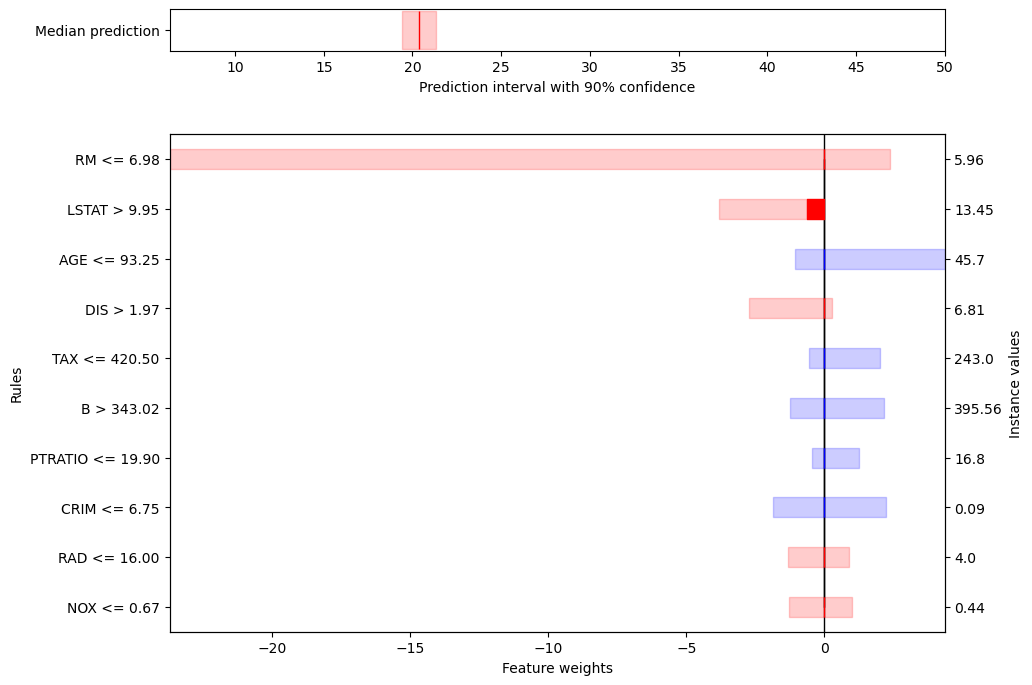 Median prediction
10 15 20 25 30 35 40 45 50
Prediction interval with 90% confidence
RM <= 6.98 5.96
LSTAT > 9.95 13.45
AGE <= 93.25 45.7
DIS > 1.97 6.81
TAX <= 420.50 243.0
B > 343.02 395.56
PTRATIO <= 19.90 16.8
CRIM <= 6.75 0.09
RAD <= 16.00 4.0
NOX <= 0.67 0.44
Rules
Instance values
−20 −15 −10 −5 0
Feature weights